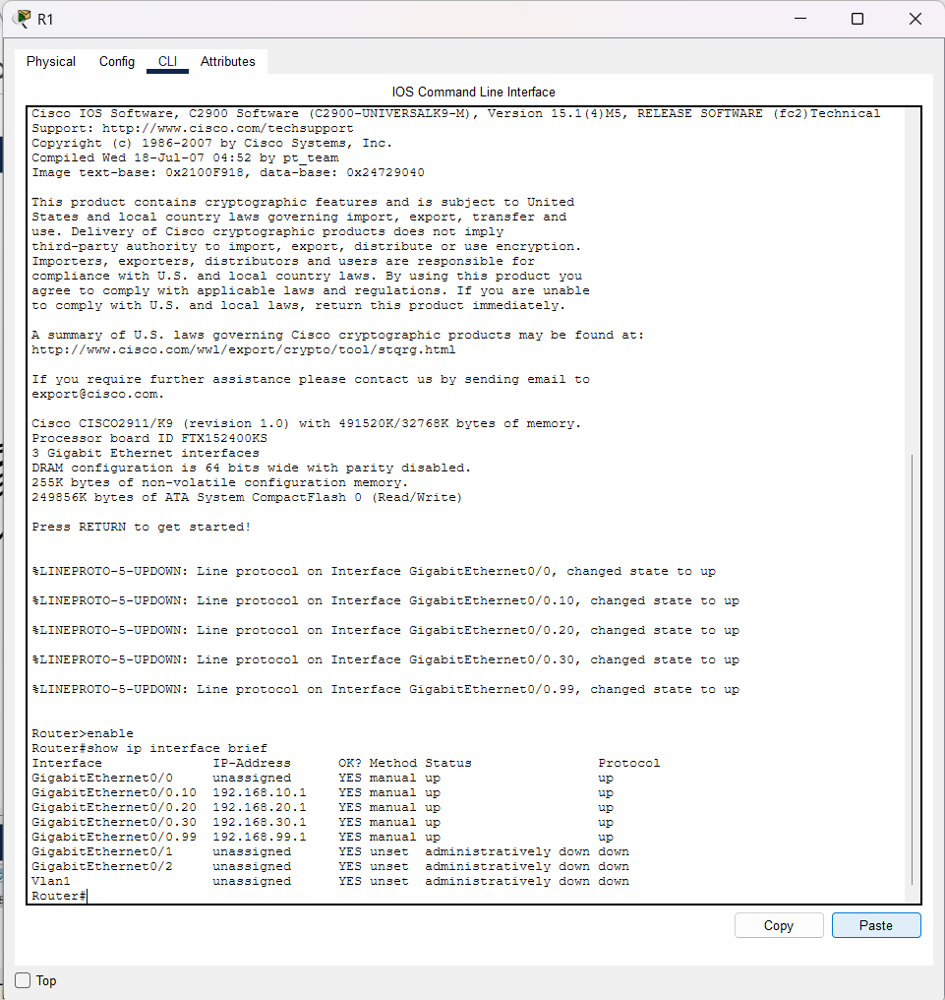 R1
Physical Config CLI Attributes
IOS Command Line Interface
Cisco IOS Software, C2900 Software (C2900-UNIVERSALK9-M), Version 15.1(4)M5, RELEASE SOFTWARE (fc2)Technical
Support: http://www.cisco.com/techsupport
Copyright (c) 1986-2007 by Cisco Systems, Inc.
Compiled Wed 18-Jul-07 04:52 by pt_team
Image text-base: 0x2100F918, data-base: 0x24729040
This product contains cryptographic features and is subject to United
States and local country laws governing import, export, transfer and
use. Delivery of Cisco cryptographic products does not imply
third-party authority to import, export, distribute or use encryption.
Importers, exporters, distributors and users are responsible for
compliance with U.S. and local country laws. By using this product you
agree to comply with applicable laws and regulations. If you are unable
to comply with U.S. and local laws, return this product immediately.
A summary of U.S. laws governing Cisco cryptographic products may be found at:
http://www.cisco.com/wwl/export/crypto/tool/stqrg.html
If you require further assistance please contact us by sending email to
export@cisco.com.
Cisco CISCO2911/K9 (revision 1.0) with 491520K/32768K bytes of memory.
Processor board ID FTX152400KS
3 Gigabit Ethernet interfaces
DRAM configuration is 64 bits wide with parity disabled.
255K bytes of non-volatile configuration memory.
249856K bytes of ATA System CompactFlash 0 (Read/Write)
Press RETURN to get started!
%LINEPROTO-5-UPDOWN: Line protocol on Interface GigabitEthernet0/0, changed state to up
%LINEPROTO-5-UPDOWN: Line protocol on Interface GigabitEthernet0/0.10, changed state to up
%LINEPROTO-5-UPDOWN: Line protocol on Interface GigabitEthernet0/0.20, changed state to up
%LINEPROTO-5-UPDOWN: Line protocol on Interface GigabitEthernet0/0.30, changed state to up
%LINEPROTO-5-UPDOWN: Line protocol on Interface GigabitEthernet0/0.99, changed state to up
Router>enable
Router#show ip interface brief
Interface IP-Address OK? Method Status Protocol
GigabitEthernet0/0 unassigned YES manual up up
GigabitEthernet0/0.10 192.168.10.1 YES manual up up
GigabitEthernet0/0.20 192.168.20.1 YES manual up up
GigabitEthernet0/0.30 192.168.30.1 YES manual up up
GigabitEthernet0/0.99 192.168.99.1 YES manual up up
GigabitEthernet0/1 unassigned YES unset administratively down down
GigabitEthernet0/2 unassigned YES unset administratively down down
Vlan1 unassigned YES unset administratively down down
Router#
Copy Paste
Top